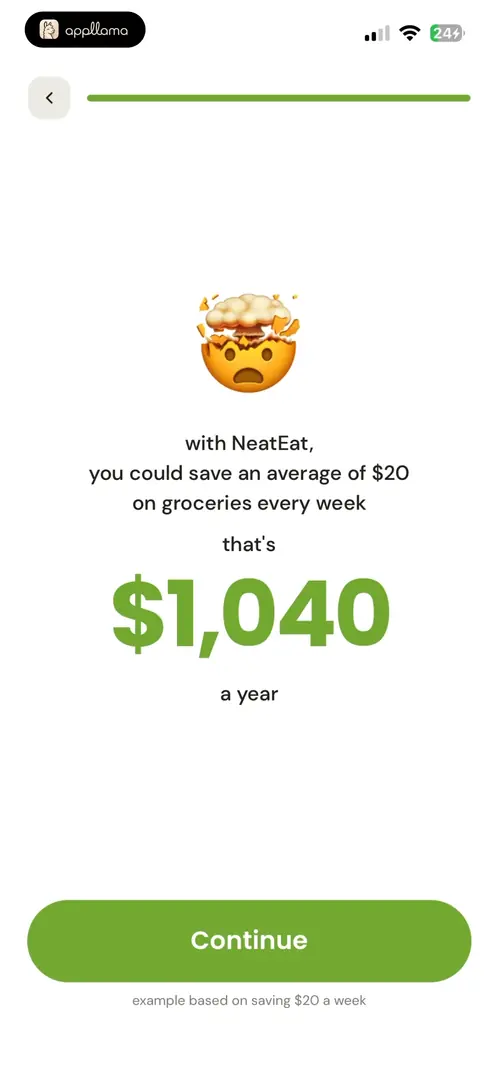 appllama
24
with NeatEat,
you could save an average of $20
on groceries every week
that's
$1,040
a year
Continue
example based on saving $20 a week